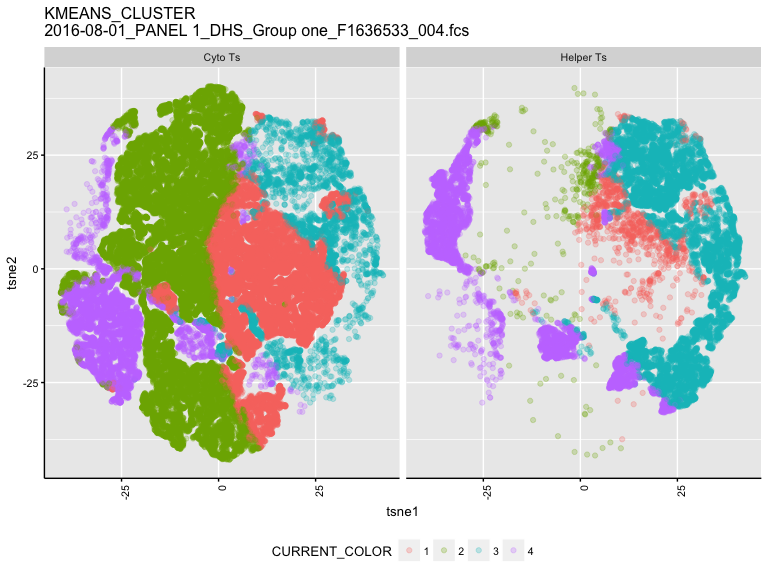 KMEANS_CLUSTER
2016-08-01_PANEL 1_DHS_Group one_F1636533_004.fcs
Cyto Ts
Helper Ts
tsne2
25
0
-25
-25
0
25
-25
0
25
tsne1
CURRENT_COLOR 1 2 3 4